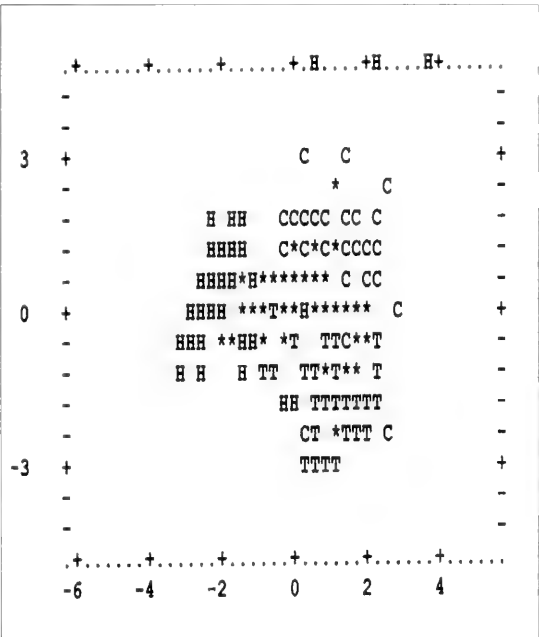 .+......+......+......+.H....+H....H+......
- -
- -
3 + C C +
- * C -
- H HH CCCCC CC C -
- HHHH C*C*C*CCCC -
- HHHH*H******* C CC -
0 + HHHH ***T**H****** C +
- HHH **HH* *T TTC**T -
- H H H TT TT*T** T -
- HH TTTTTTT -
- CT *TTT C -
-3 + TTTT +
- -
- -
.+......+......+......+......+......+......
-6 -4 -2 0 2 4